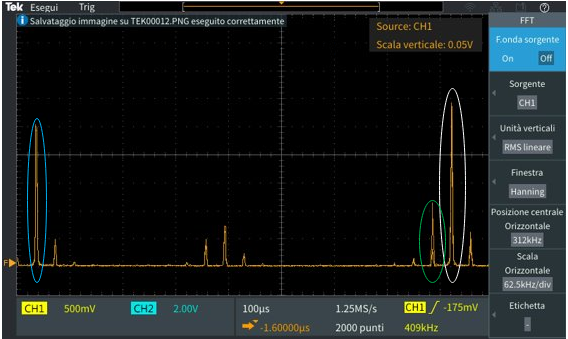 Tek Esegui Trig
Salvataggio immagine su TEK00012.PNG eseguito correttamente
Source: CH1
Scala verticale: 0.05V
FFT
F.onda sorgente
On Off
Sorgente
CH1
Unità verticali
RMS lineare
Finestra
Hanning
Posizione centrale
Orizzontale
312kHz
Scala
Orizzontale
62.5kHz/div
Etichetta
-
F
CH1 500mV CH2 2.00V 100µs 1.25MS/s CH1 -175mV
-1.60000µs 2000 punti 409kHz